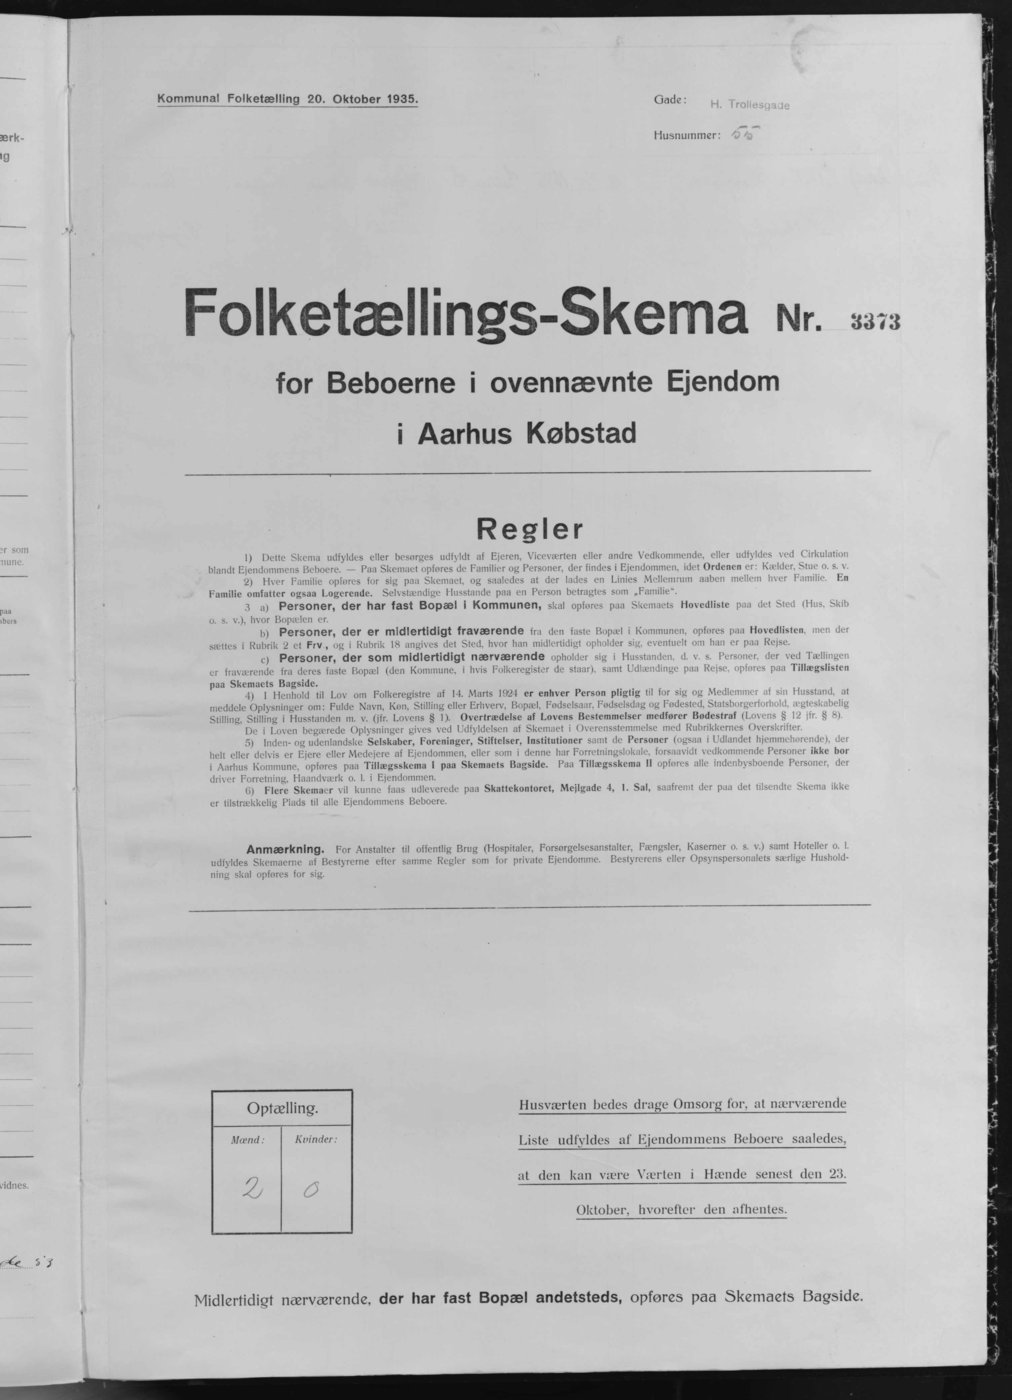 Kommunal Folketælling 20. Oktober 1935.
Gade: H. Trollesgade
Husnummer: 55
Folketællings-Skema Nr. 3373
for Beboerne i ovennævnte Ejendom
i Aarhus Købstad
Regler
1) Dette Skema udfyldes eller besørges udfyldt af Ejeren, Viceværten eller andre Vedkommende, eller udfyldes ved Cirkulation
blandt Ejendommens Beboere. — Paa Skemaet opføres de Familier og Personer, der findes i Ejendommen, idet Ordenen er: Kælder, Stue o. s. v.
2) Hver Familie opføres for sig paa Skemaet, og saaledes at der lades en Linies Mellemrum aaben mellem hver Familie. En
Familie omfatter ogsaa Logerende. Selvstændige Husstande paa en Person betragtes som „Familie“.
3 a) Personer, der har fast Bopæl i Kommunen, skal opføres paa Skemaets Hovedliste paa det Sted (Hus, Skib
o. s. v.), hvor Bopælen er.
b) Personer, der er midlertidigt fraværende fra den faste Bopæl i Kommunen, opføres paa Hovedlisten, men der
sættes i Rubrik 2 et Frv., og i Rubrik 18 angives det Sted, hvor han midlertidigt opholder sig, eventuelt om han er paa Rejse.
c) Personer, der som midlertidigt nærværende opholder sig i Husstanden, d. v. s. Personer, der ved Tællingen
er fraværende fra deres faste Bopæl (den Kommune, i hvis Folkeregister de staar), samt Udlændinge paa Rejse, opføres paa Tillægslisten
paa Skemaets Bagside.
4) I Henhold til Lov om Folkeregistre af 14. Marts 1924 er enhver Person pligtig til for sig og Medlemmer af sin Husstand, at
meddele Oplysninger om: Fulde Navn, Køn, Stilling eller Erhverv, Bopæl, Fødselsaar, Fødselsdag og Fødested, Statsborgerforhold, ægteskabelig
Stilling, Stilling i Husstanden m. v. (jfr. Lovens § 1). Overtrædelse af Lovens Bestemmelser medfører Bødestraf (Lovens § 12 jfr. § 8).
De i Loven begærede Oplysninger gives ved Udfyldelsen af Skemaet i Overensstemmelse med Rubrikkernes Overskrifter.
5) Inden- og udenlandske Selskaber, Foreninger, Stiftelser, Institutioner samt de Personer (ogsaa i Udlandet hjemmehørende), der
helt eller delvis er Ejere eller Medejere af Ejendommen, eller som i denne har Forretningslokale, forsaavidt vedkommende Personer ikke bor
i Aarhus Kommune, opføres paa Tillægsskema I paa Skemaets Bagside. Paa Tillægsskema II opføres alle indenbysboende Personer, der
driver Forretning, Haandværk o. l. i Ejendommen.
6) Flere Skemaer vil kunne faas udleverede paa Skattekontoret, Mejlgade 4, 1. Sal, saafremt der paa det tilsendte Skema ikke
er tilstrækkelig Plads til alle Ejendommens Beboere.
Anmærkning. For Anstalter til offentlig Brug (Hospitaler, Forsørgelsesanstalter, Fængsler, Kaserner o. s. v.) samt Hoteller o. l.
udfyldes Skemaerne af Bestyrerne efter samme Regler som for private Ejendomme. Bestyrerens eller Opsynspersonalets særlige Hushold-
ning skal opføres for sig.
Optælling.
Mænd: Kvinder:
2 0
Husværten bedes drage Omsorg for, at nærværende
Liste udfyldes af Ejendommens Beboere saaledes,
at den kan være Værten i Hænde senest den 23.
Oktober, hvorefter den afhentes.
Midlertidigt nærværende, der har fast Bopæl andetsteds, opføres paa Skemaets Bagside.